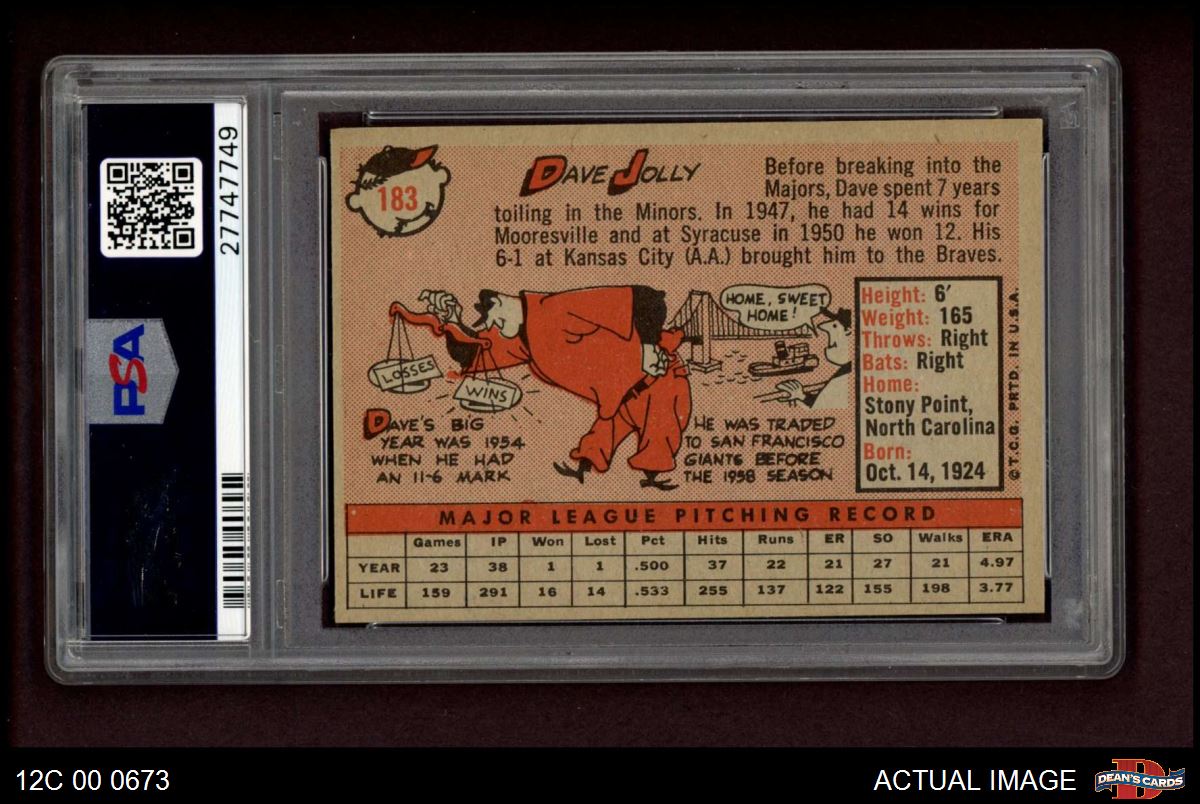 27747749
PSA
183
DAVE JOLLY
Before breaking into the
Majors, Dave spent 7 years
toiling in the Minors. In 1947, he had 14 wins for
Mooresville and at Syracuse in 1950 he won 12. His
6-1 at Kansas City (A.A.) brought him to the Braves.
LOSSES
WINS
DAVE'S BIG
YEAR WAS 1954
WHEN HE HAD
AN 11-6 MARK
HOME, SWEET
HOME!
HE WAS TRADED
TO SAN FRANCISCO
GIANTS BEFORE
THE 1958 SEASON
Height: 6′
Weight: 165
Throws: Right
Bats: Right
Home:
Stony Point,
North Carolina
Born:
Oct. 14, 1924
©T.C.G. PRTD. IN U.S.A.
MAJOR LEAGUE PITCHING RECORD
Games IP Won Lost Pct Hits Runs ER SO Walks ERA
YEAR 23 38 1 1 .500 37 22 21 27 21 4.97
LIFE 159 291 16 14 .533 255 137 122 155 198 3.77
12C 00 0673
ACTUAL IMAGE
DEAN'S CARDS